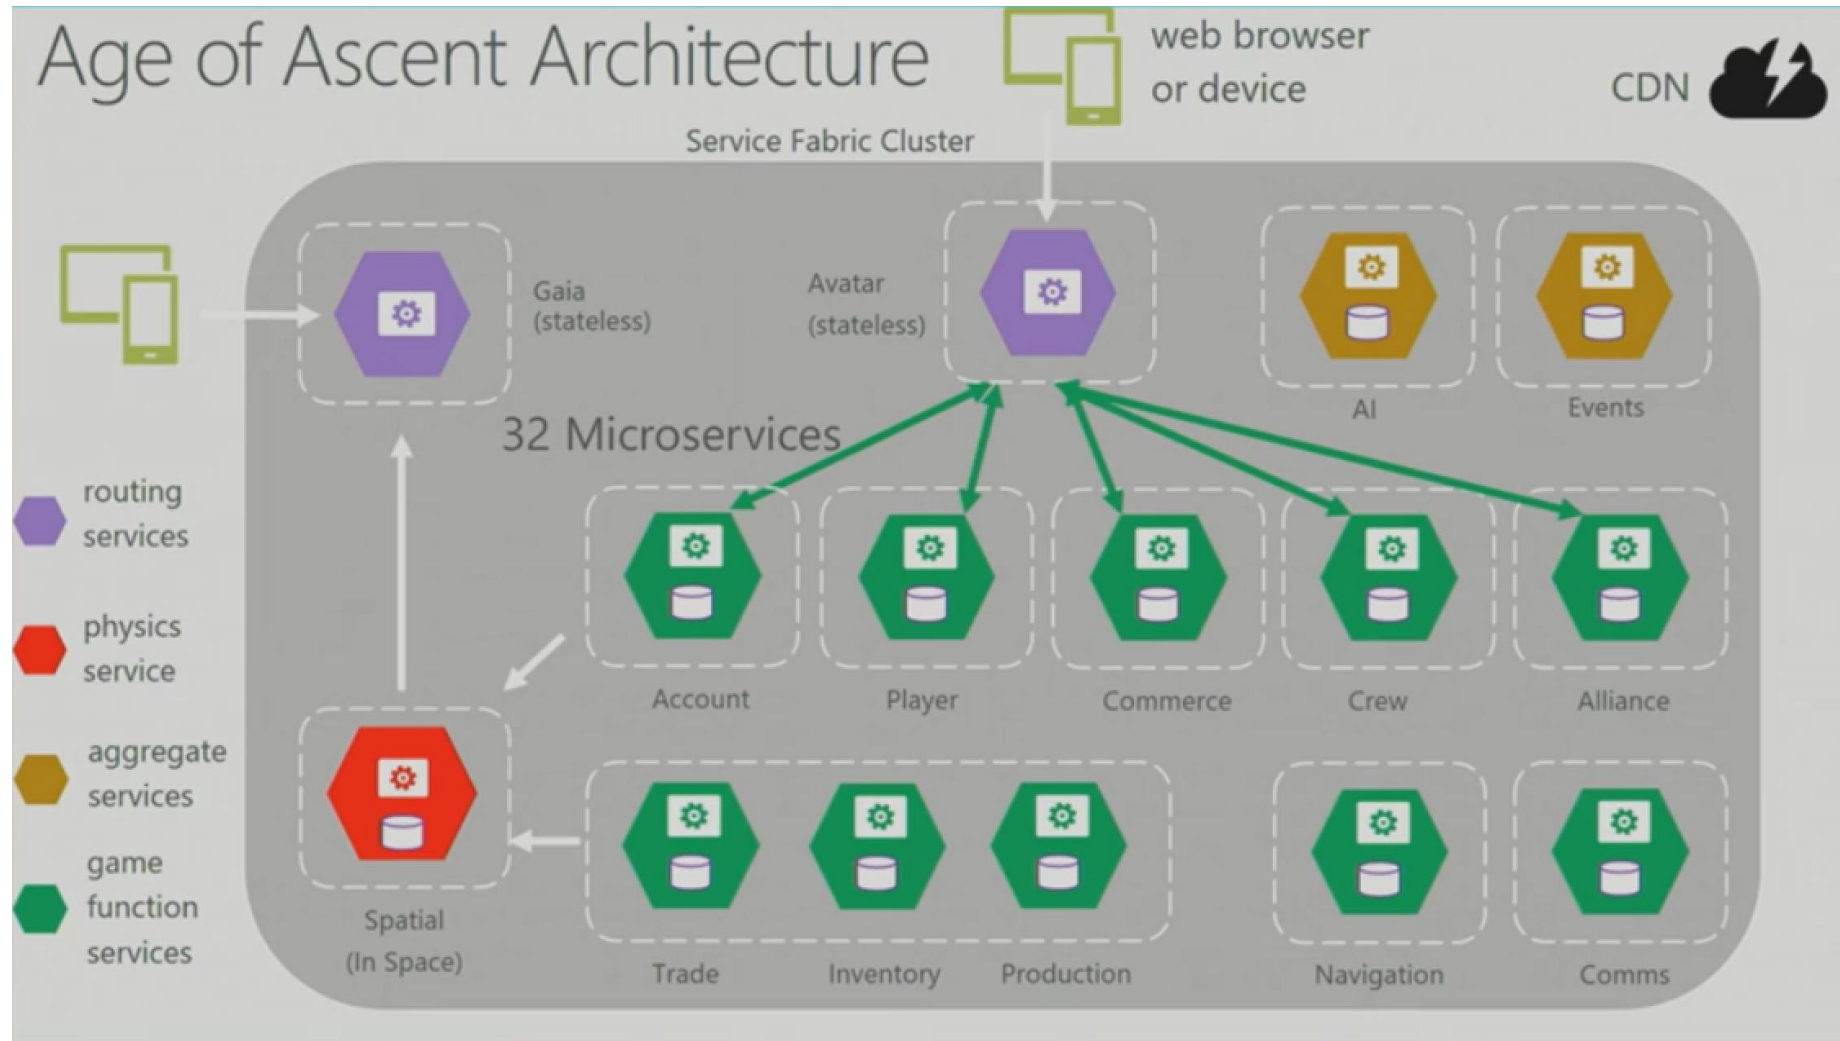 Age of Ascent Architecture
web browser
or device
CDN
Service Fabric Cluster
Gaia
(stateless)
Avatar
(stateless)
AI
Events
32 Microservices
routing
services
physics
service
aggregate
services
game
function
services
Account
Player
Commerce
Crew
Alliance
Spatial
(In Space)
Trade
Inventory
Production
Navigation
Comms